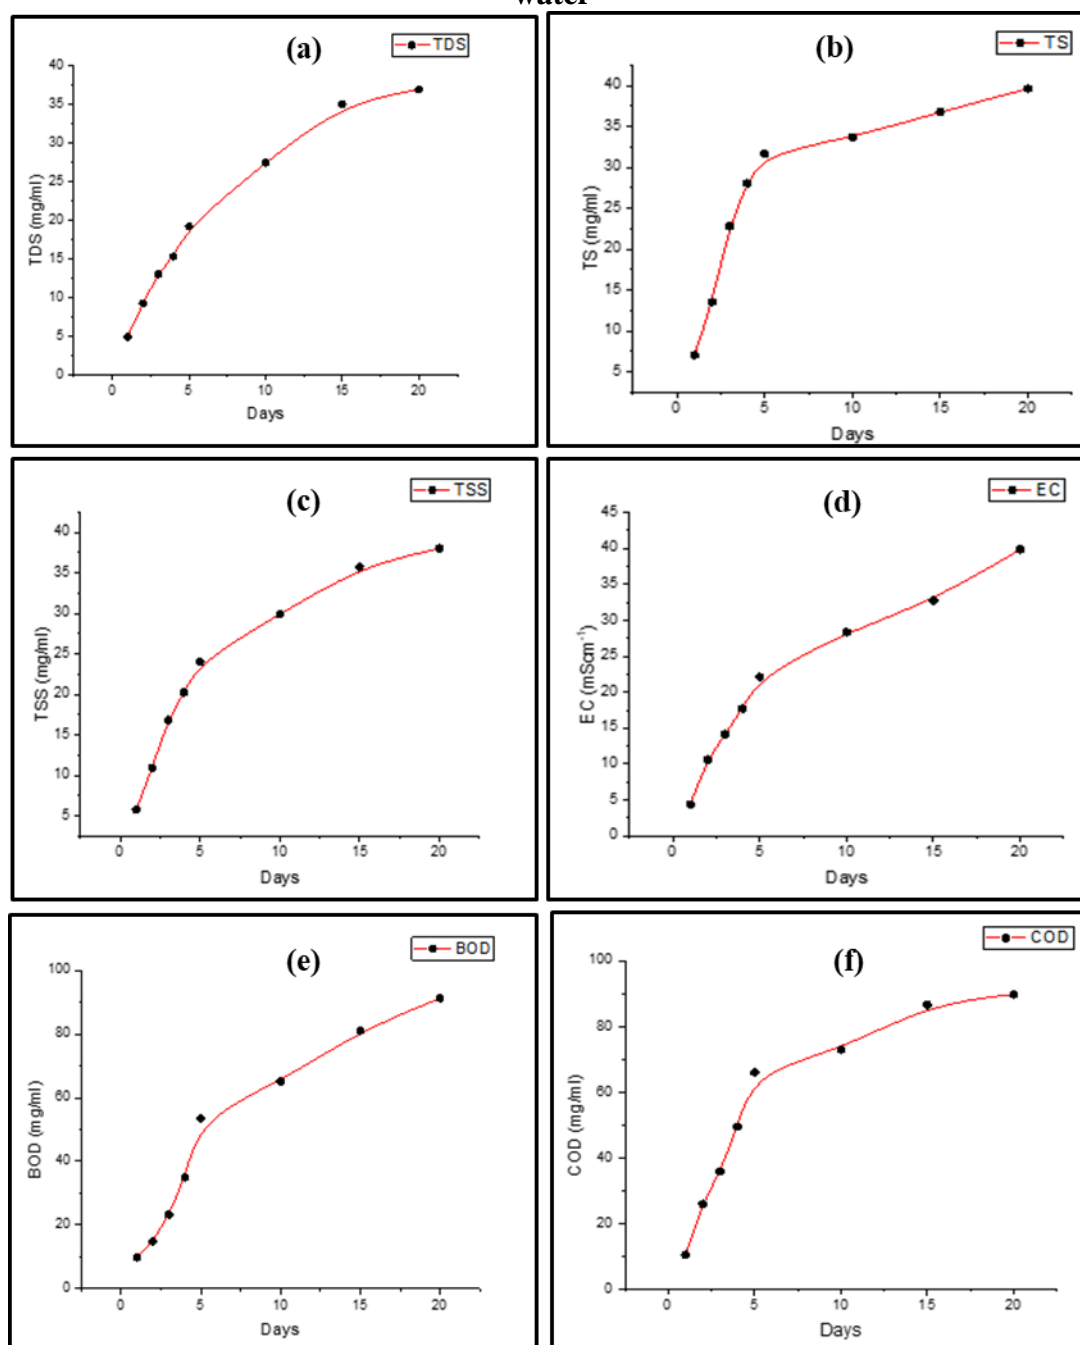 water
(a)
TDS
40
35
30
25
20
15
10
5
0
TDS (mg/ml)
0 5 10 15 20
Days
(b)
TS
40
35
30
25
20
15
10
5
TS (mg/ml)
0 5 10 15 20
Days
(c)
TSS
40
35
30
25
20
15
10
5
TSS (mg/ml)
0 5 10 15 20
Days
(d)
EC
45
40
35
30
25
20
15
10
5
0
EC (mScm⁻¹)
0 5 10 15 20
Days
(e)
BOD
100
80
60
40
20
0
BOD (mg/ml)
0 5 10 15 20
Days
(f)
COD
100
80
60
40
20
0
COD (mg/ml)
0 5 10 15 20
Days